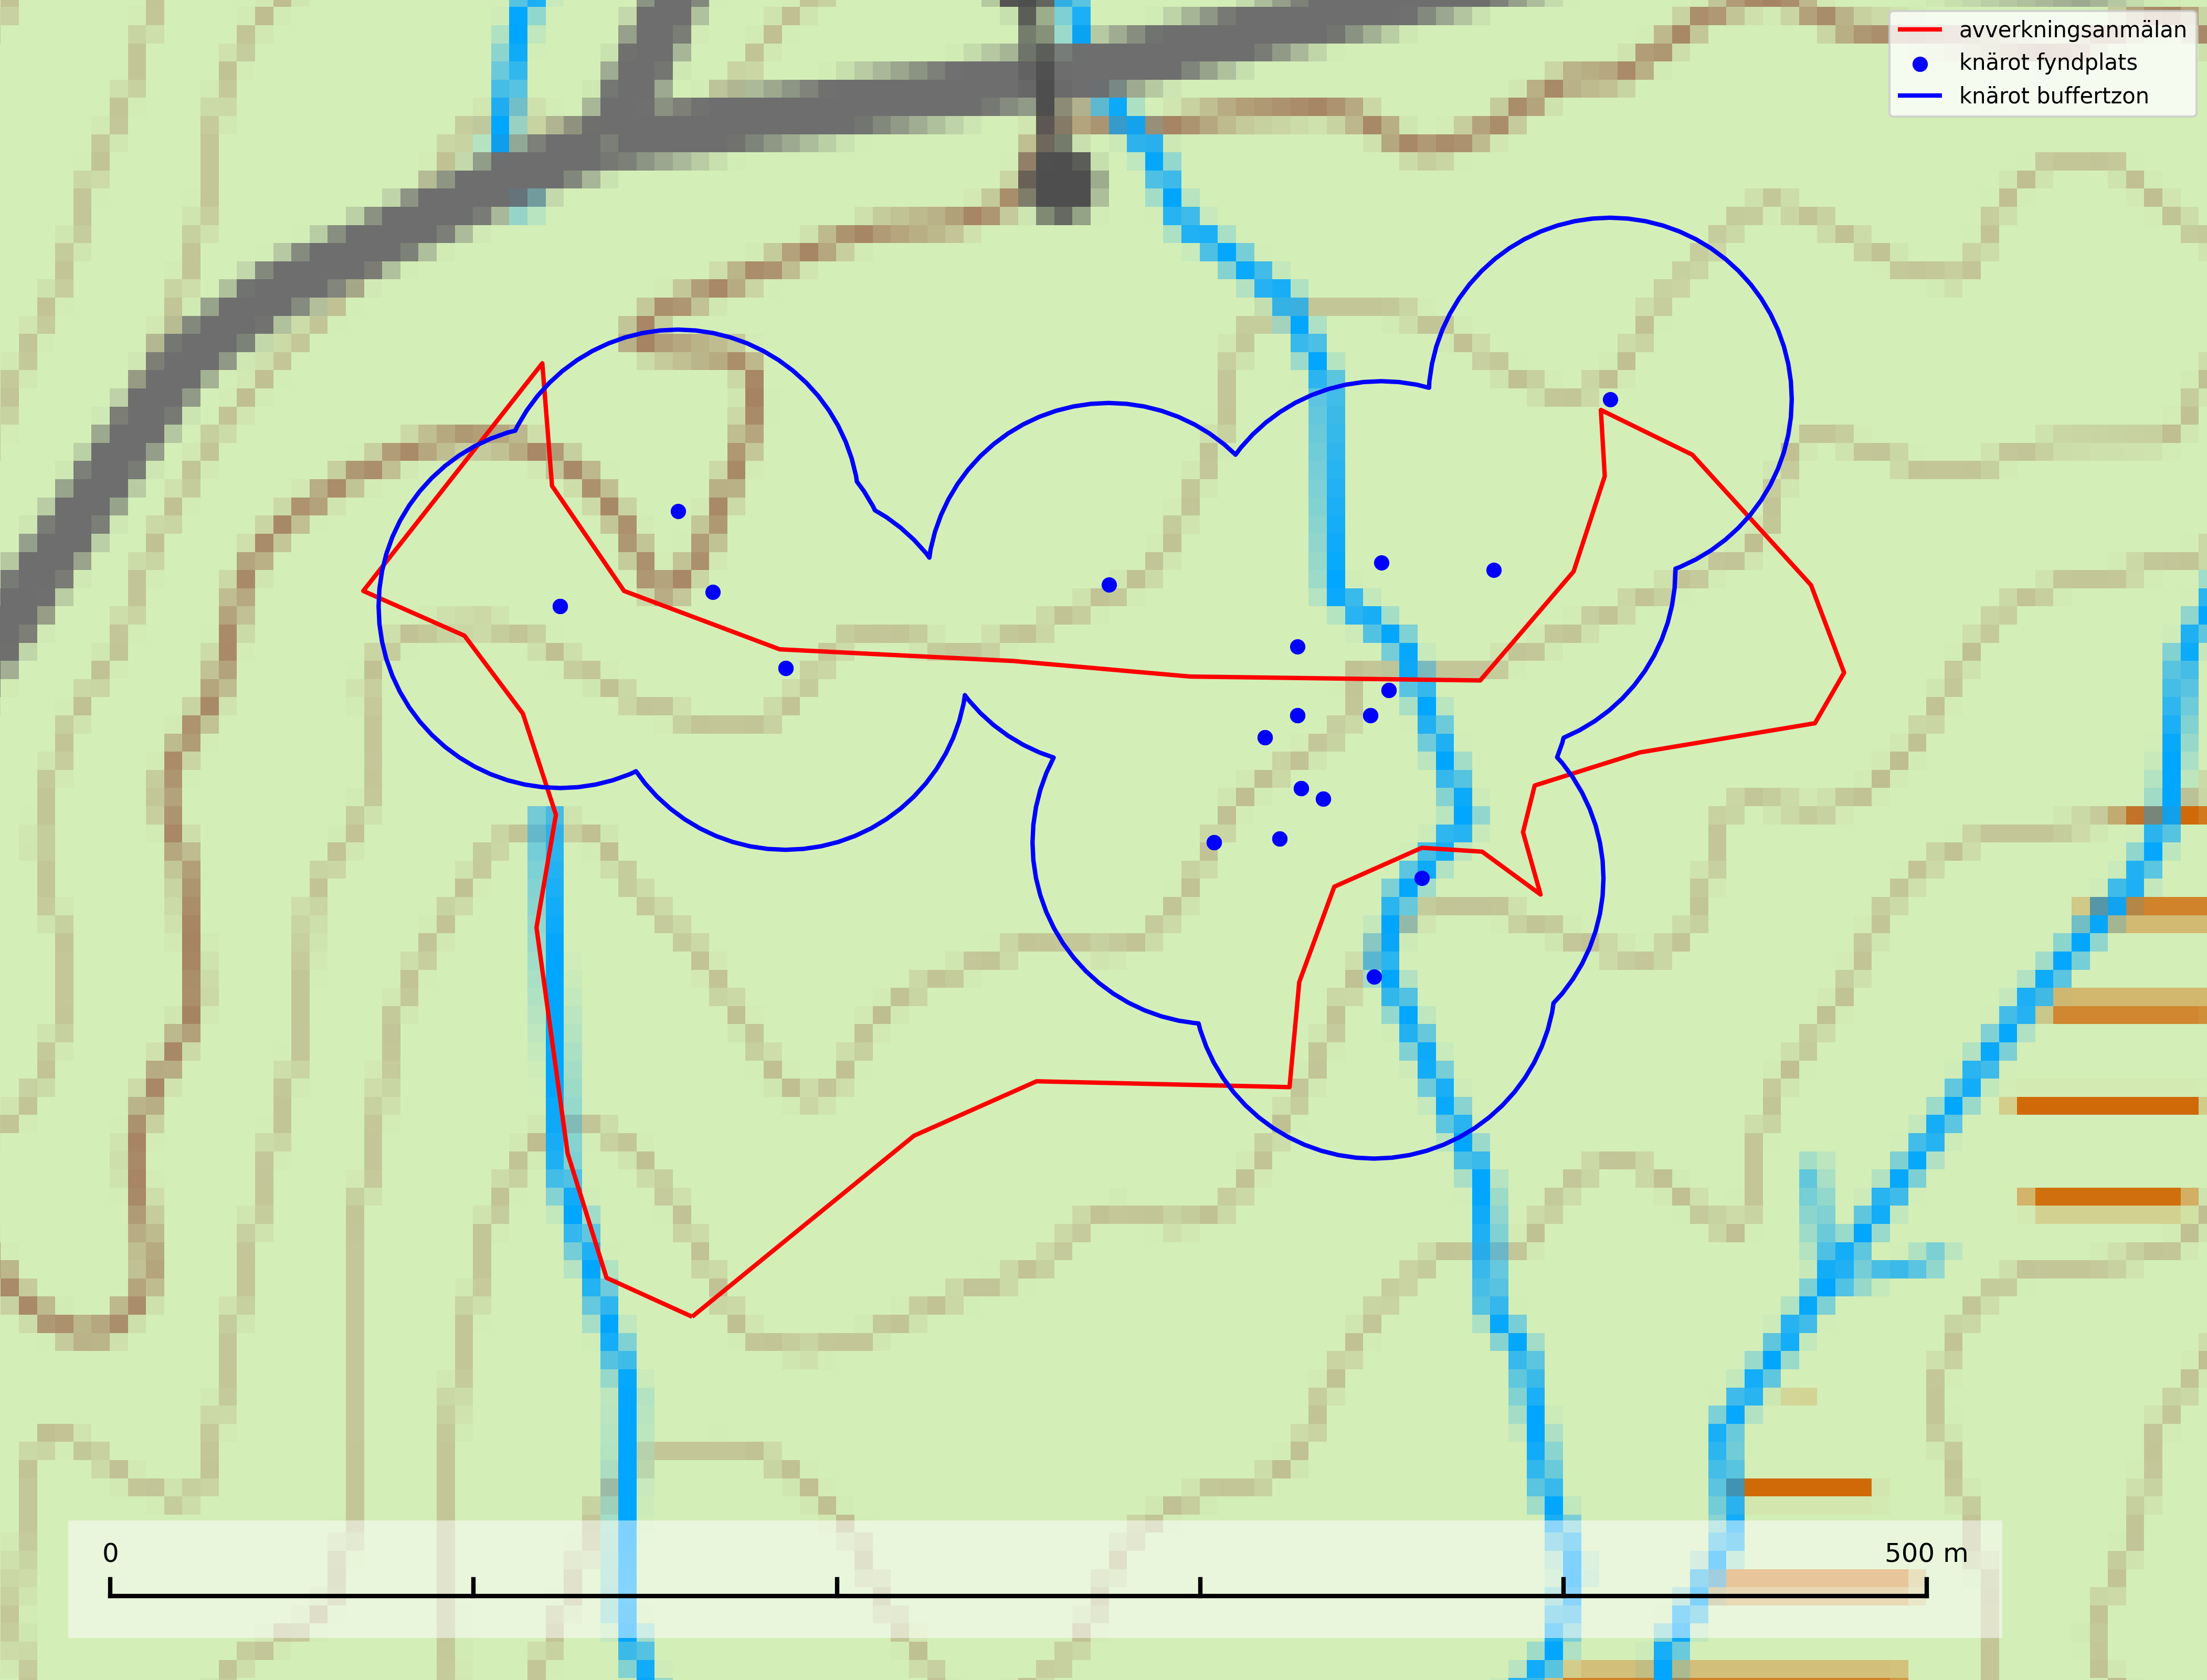 avverkningsanmälan
knärot fyndplats
knärot buffertzon
0
500 m